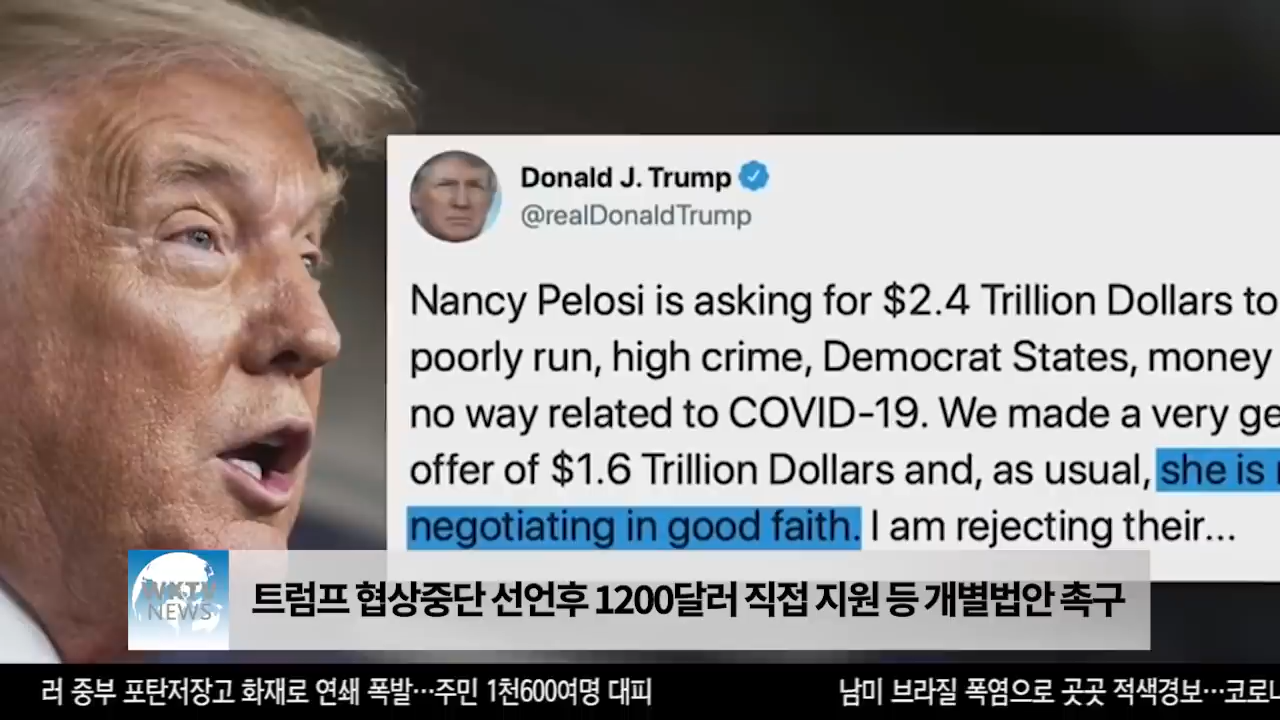 Donald J. Trump
@realDonaldTrump
Nancy Pelosi is asking for $2.4 Trillion Dollars to
poorly run, high crime, Democrat States, money
no way related to COVID-19. We made a very ge
offer of $1.6 Trillion Dollars and, as usual, she is
negotiating in good faith. I am rejecting their...
WKTV
NEWS
트럼프 협상중단 선언후 1200달러 직접 지원 등 개별법안 촉구
러 중부 포탄저장고 화재로 연쇄 폭발…주민 1천600여명 대피
남미 브라질 폭염으로 곳곳 적색경보…코로나